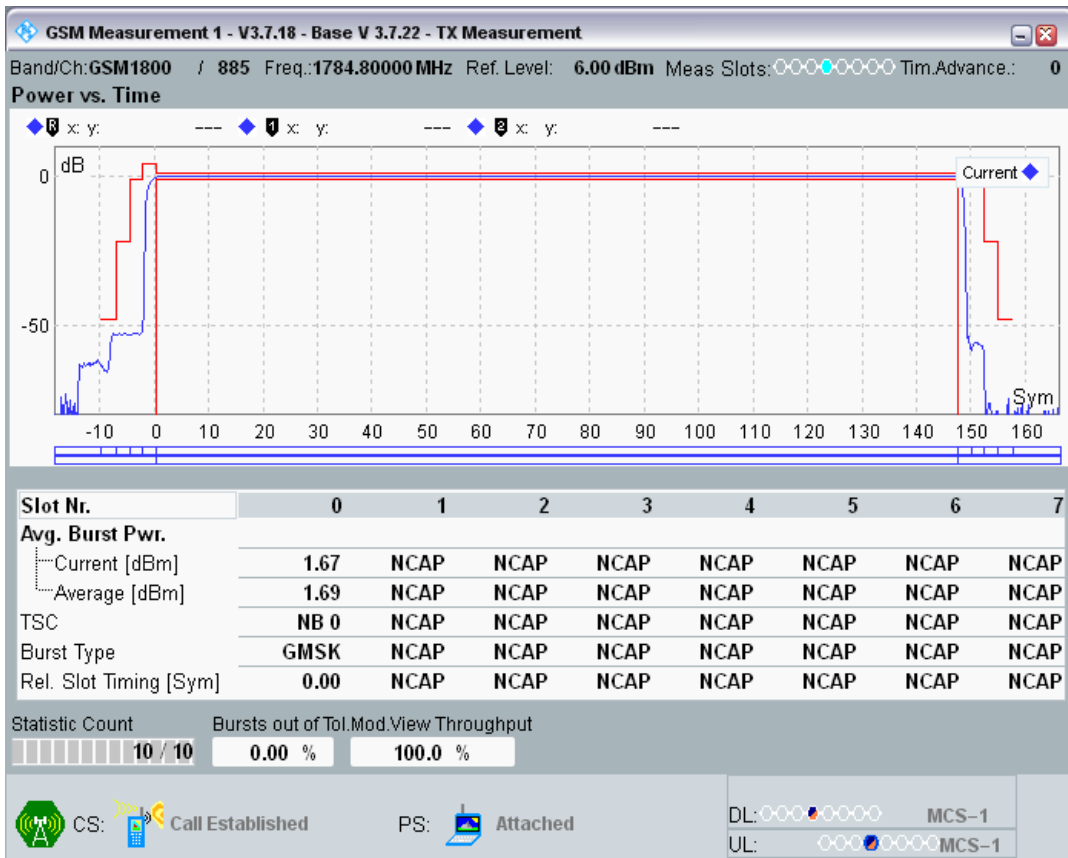 GSM Measurement 1 - V3.7.18 - Base V 3.7.22 - TX Measurement
Band/Ch:GSM1800 / 885 Freq.:1784.80000 MHz Ref. Level: 6.00 dBm Meas Slots: Tim.Advance.: 0
Power vs. Time
R x: y: --- 1 x: y: --- 2 x: y: ---
dB
Current
0
-50
Sym
-10 0 10 20 30 40 50 60 70 80 90 100 110 120 130 140 150 160
Slot Nr. 0 1 2 3 4 5 6 7
Avg. Burst Pwr.
Current [dBm] 1.67 NCAP NCAP NCAP NCAP NCAP NCAP NCAP
Average [dBm] 1.69 NCAP NCAP NCAP NCAP NCAP NCAP NCAP
TSC NB 0 NCAP NCAP NCAP NCAP NCAP NCAP NCAP
Burst Type GMSK NCAP NCAP NCAP NCAP NCAP NCAP NCAP
Rel. Slot Timing [Sym] 0.00 NCAP NCAP NCAP NCAP NCAP NCAP NCAP
Statistic Count Bursts out of Tol.Mod.View Throughput
10 / 10 0.00 % 100.0 %
CS: Call Established PS: Attached
DL: MCS-1
UL: MCS-1